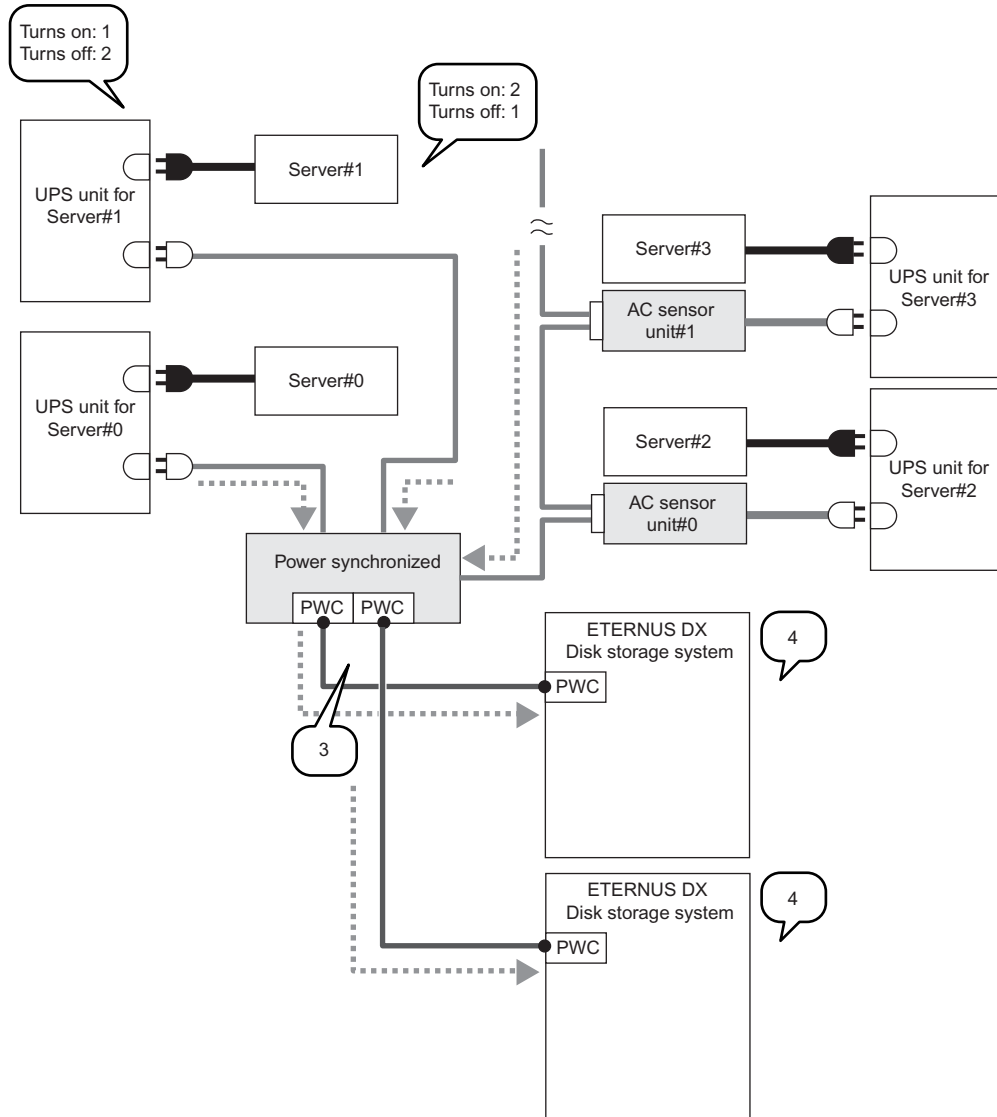 Turns on: 1
Turns off: 2
Turns on: 2
Turns off: 1
UPS unit for
Server#1
Server#1
Server#3
UPS unit for
Server#3
AC sensor
unit#1
UPS unit for
Server#0
Server#0
Server#2
UPS unit for
Server#2
AC sensor
unit#0
Power synchronized
PWC
PWC
ETERNUS DX
Disk storage system
4
PWC
3
ETERNUS DX
Disk storage system
4
PWC